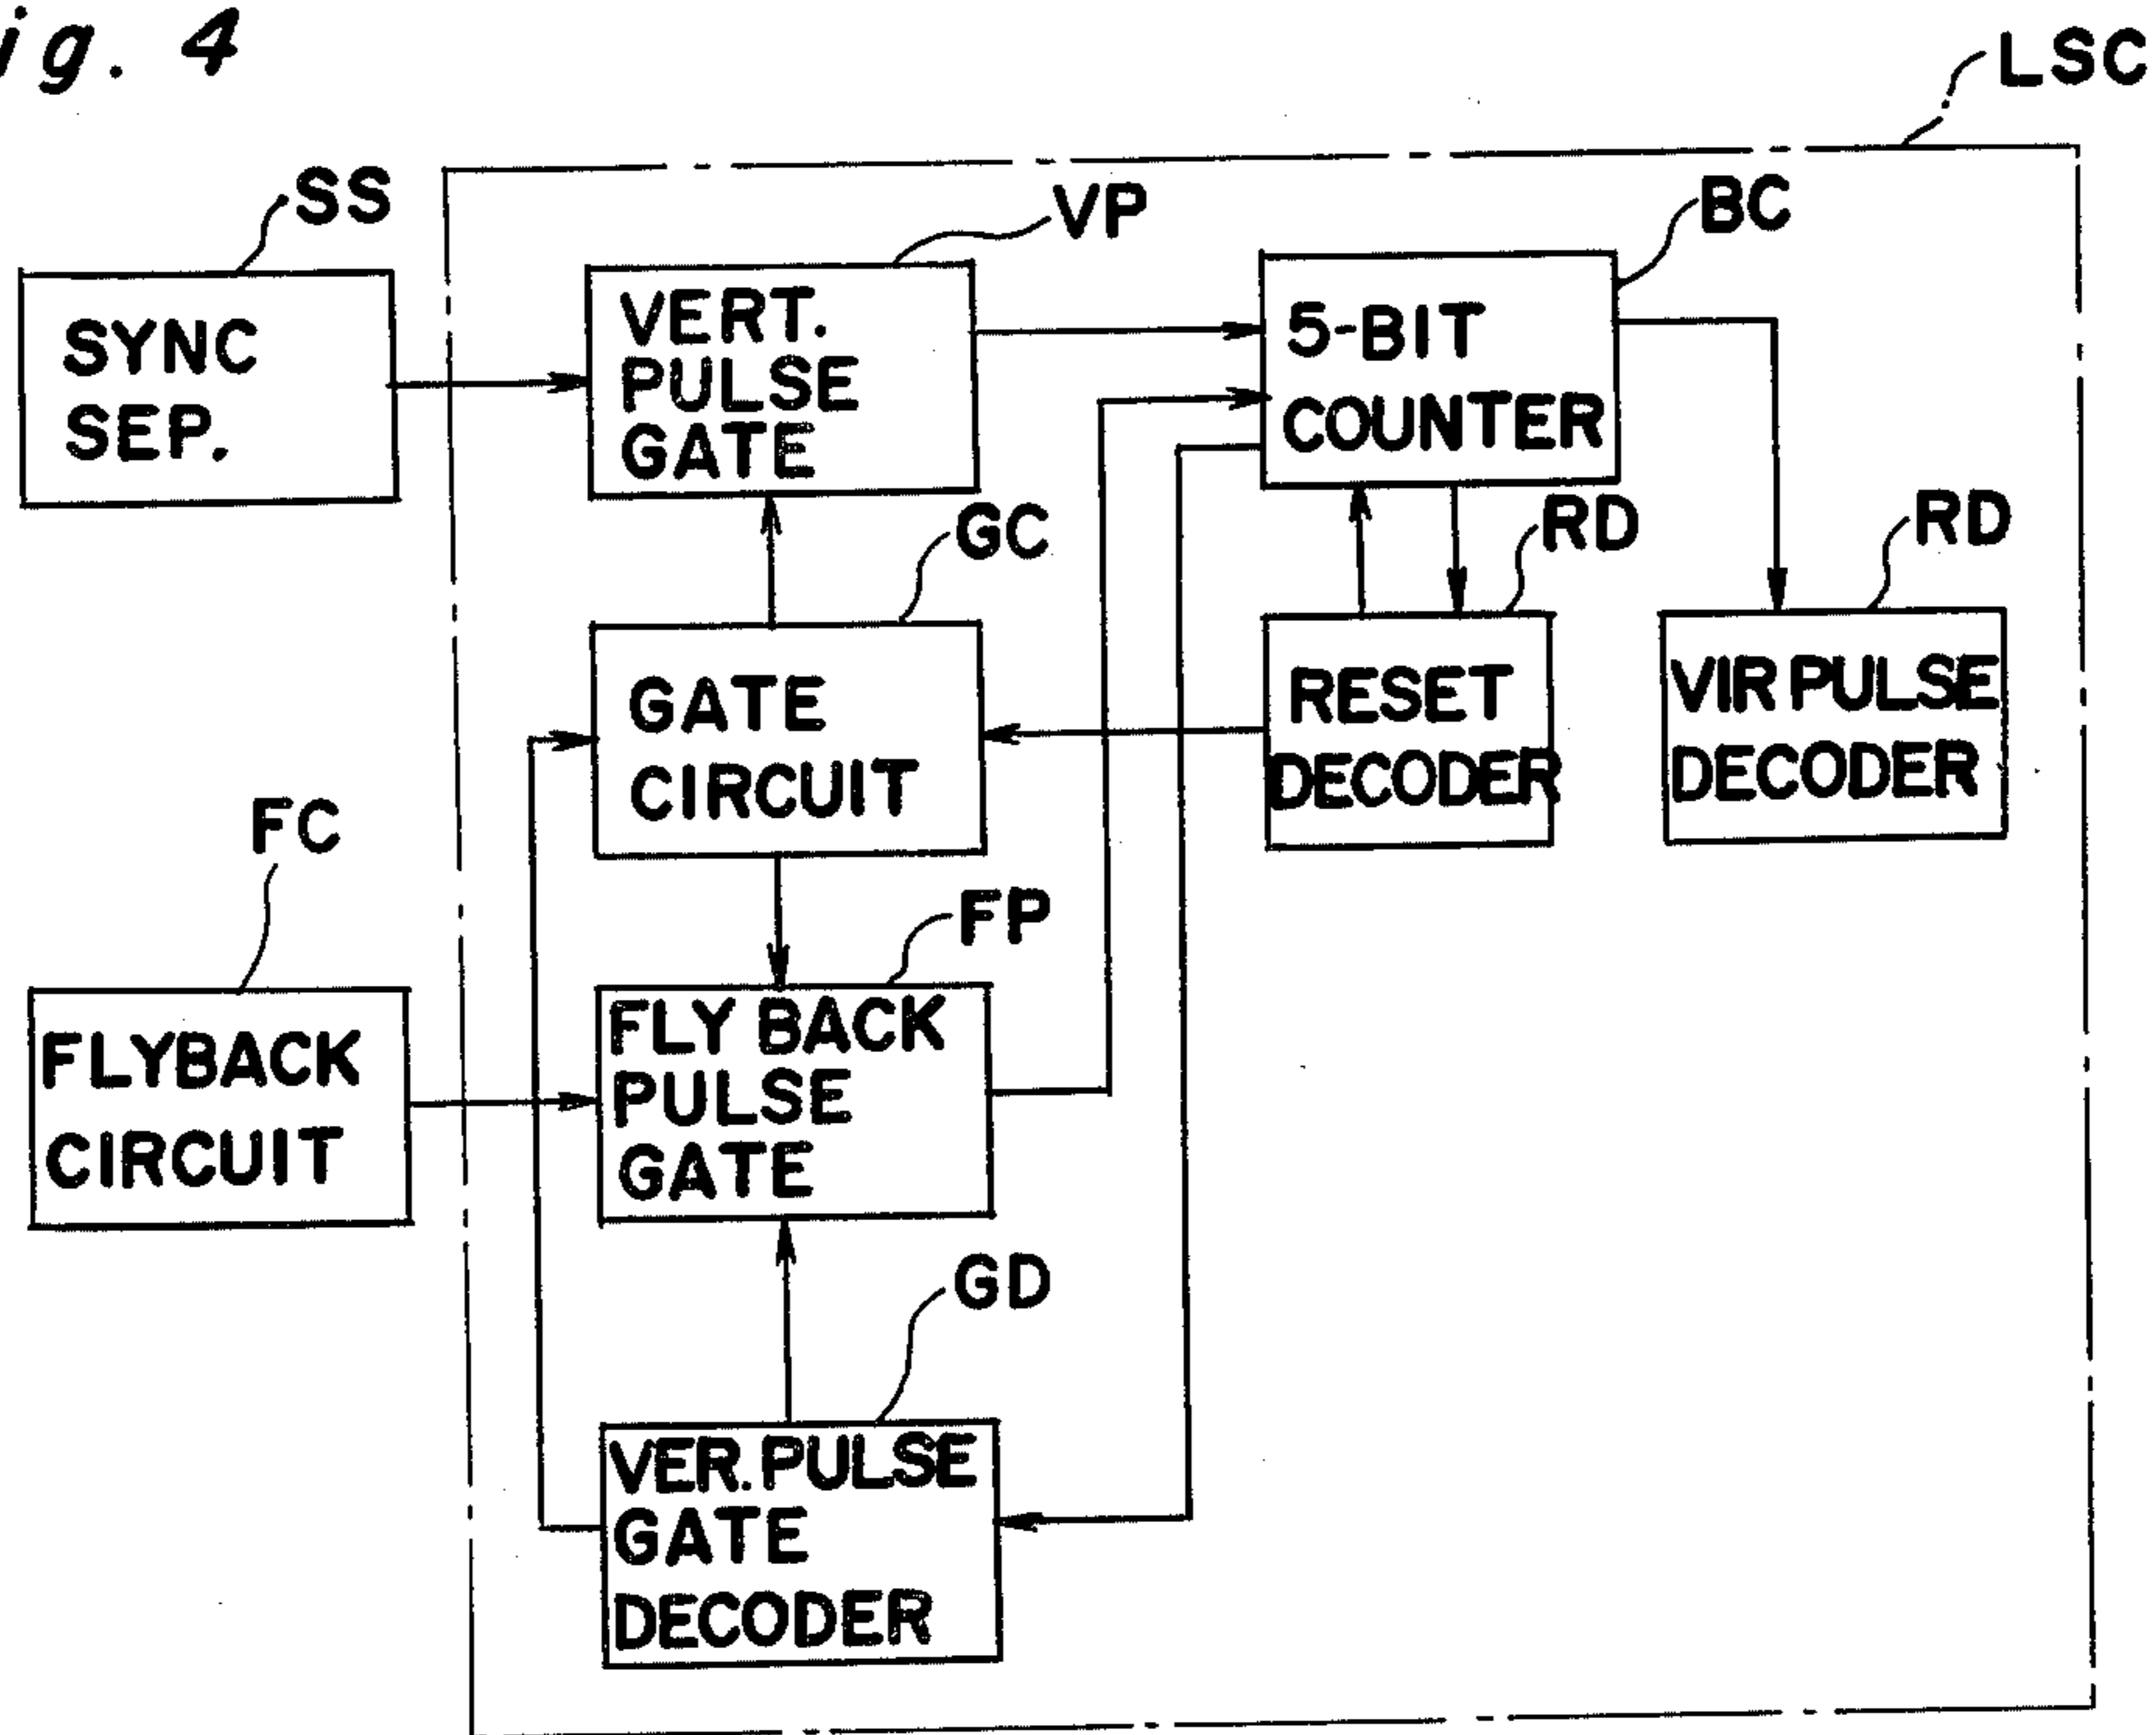 ig. 4
LSC
SS
VP
BC
SYNC
SEP.
VERT.
PULSE
GATE
5-BIT
COUNTER
GC
RD
RD
GATE
CIRCUIT
RESET
DECODER
VIR PULSE
DECODER
FC
FP
FLYBACK
CIRCUIT
FLY BACK
PULSE
GATE
GD
VER. PULSE
GATE
DECODER